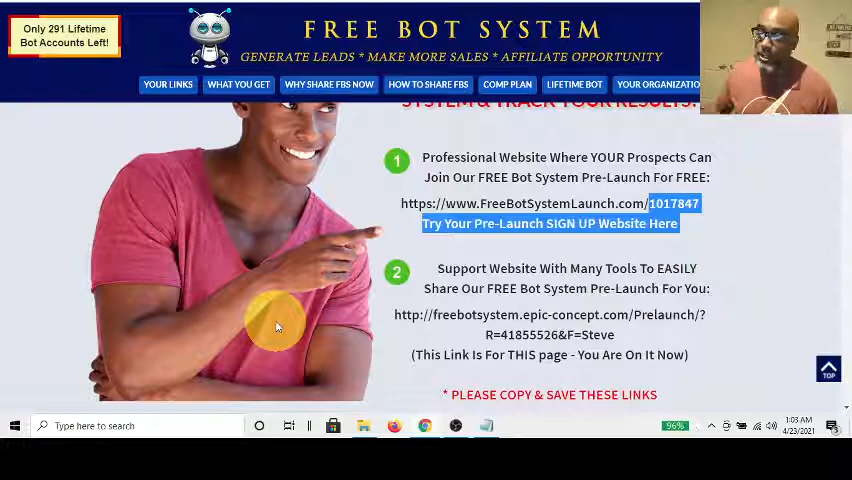 Only 291 Lifetime
Bot Accounts Left!
FREE BOT SYSTEM
GENERATE LEADS * MAKE MORE SALES * AFFILIATE OPPORTUNITY
YOUR LINKS
WHAT YOU GET
WHY SHARE FBS NOW
HOW TO SHARE FBS
COMP PLAN
LIFETIME BOT
YOUR ORGANIZATIO
SYSTEM & TRACK YOUR RESULTS:
1
Professional Website Where YOUR Prospects Can
Join Our FREE Bot System Pre-Launch For FREE:
https://www.FreeBotSystemLaunch.com/1017847
Try Your Pre-Launch SIGN UP Website Here
2
Support Website With Many Tools To EASILY
Share Our FREE Bot System Pre-Launch For You:
http://freebotsystem.epic-concept.com/Prelaunch/?
R=41855526&F=Steve
(This Link Is For THIS page - You Are On It Now)
* PLEASE COPY & SAVE THESE LINKS
TOP
Type here to search
96%
1:03 AM
4/23/2021